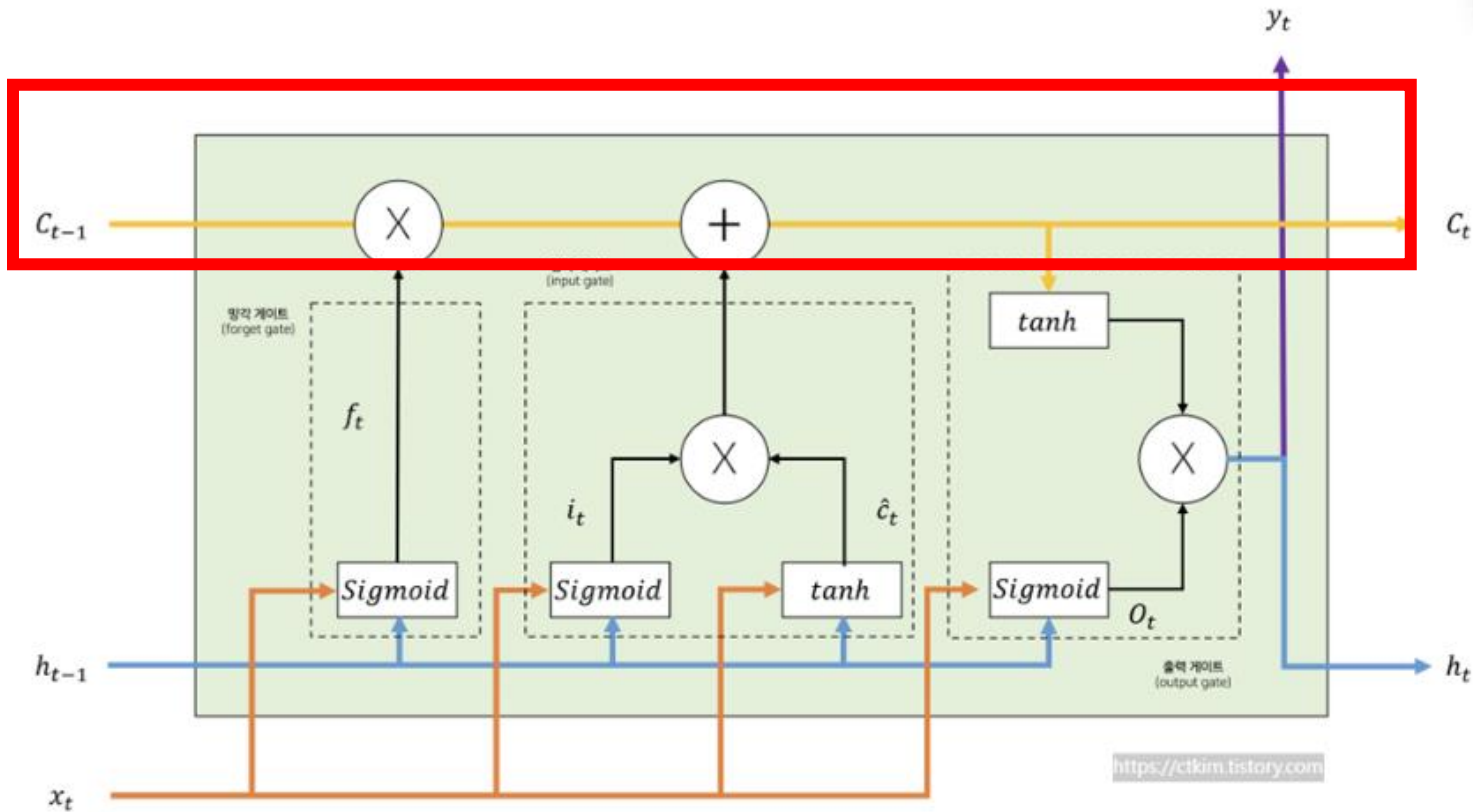 y_t
C_{t-1}
X
+
C_t
(input gate)
망각 게이트
(forget gate)
tanh
f_t
X
X
i_t
ĉ_t
Sigmoid
Sigmoid
tanh
Sigmoid
O_t
h_{t-1}
출력 게이트
(output gate)
h_t
https://ctkim.tistory.com
x_t